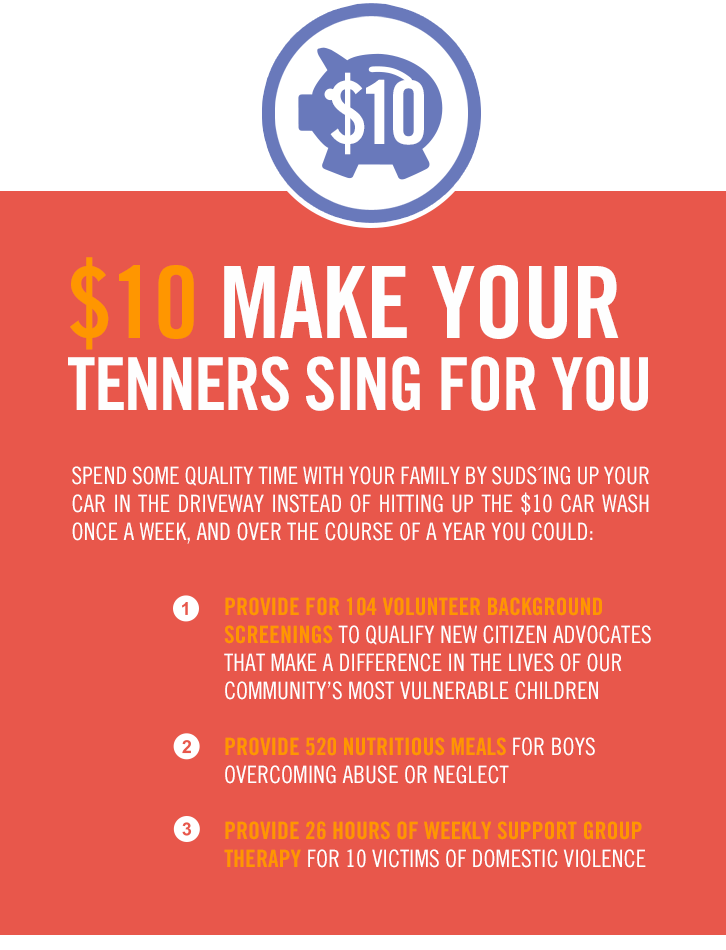 $10
$10 MAKE YOUR
TENNERS SING FOR YOU
SPEND SOME QUALITY TIME WITH YOUR FAMILY BY SUDS´ING UP YOUR
CAR IN THE DRIVEWAY INSTEAD OF HITTING UP THE $10 CAR WASH
ONCE A WEEK, AND OVER THE COURSE OF A YEAR YOU COULD:
1 PROVIDE FOR 104 VOLUNTEER BACKGROUND
SCREENINGS TO QUALIFY NEW CITIZEN ADVOCATES
THAT MAKE A DIFFERENCE IN THE LIVES OF OUR
COMMUNITY’S MOST VULNERABLE CHILDREN
2 PROVIDE 520 NUTRITIOUS MEALS FOR BOYS
OVERCOMING ABUSE OR NEGLECT
3 PROVIDE 26 HOURS OF WEEKLY SUPPORT GROUP
THERAPY FOR 10 VICTIMS OF DOMESTIC VIOLENCE